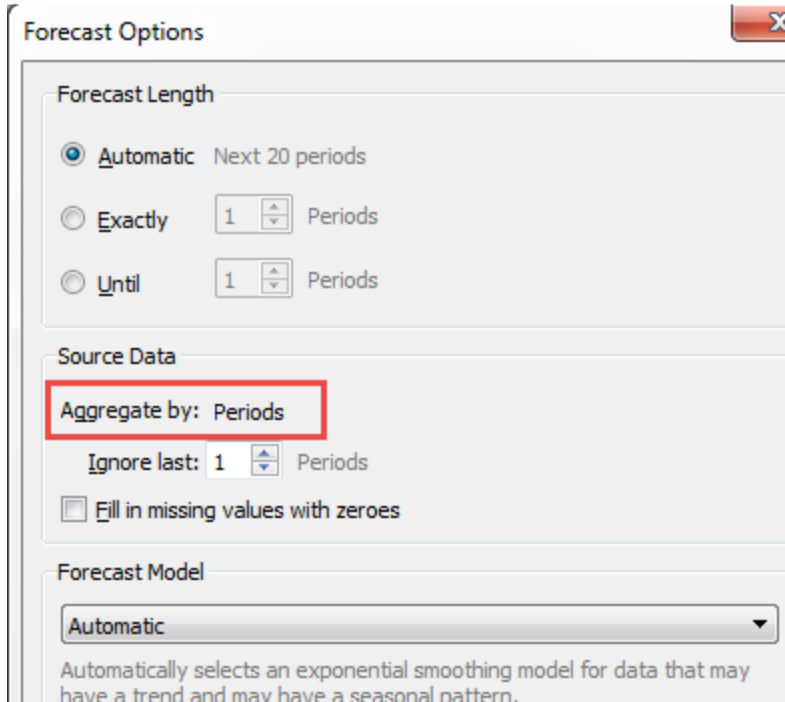 Forecast Options
Forecast Length
Automatic Next 20 periods
Exactly 1 Periods
Until 1 Periods
Source Data
Aggregate by: Periods
Ignore last: 1 Periods
Fill in missing values with zeroes
Forecast Model
Automatic
Automatically selects an exponential smoothing model for data that may
have a trend and may have a seasonal pattern.